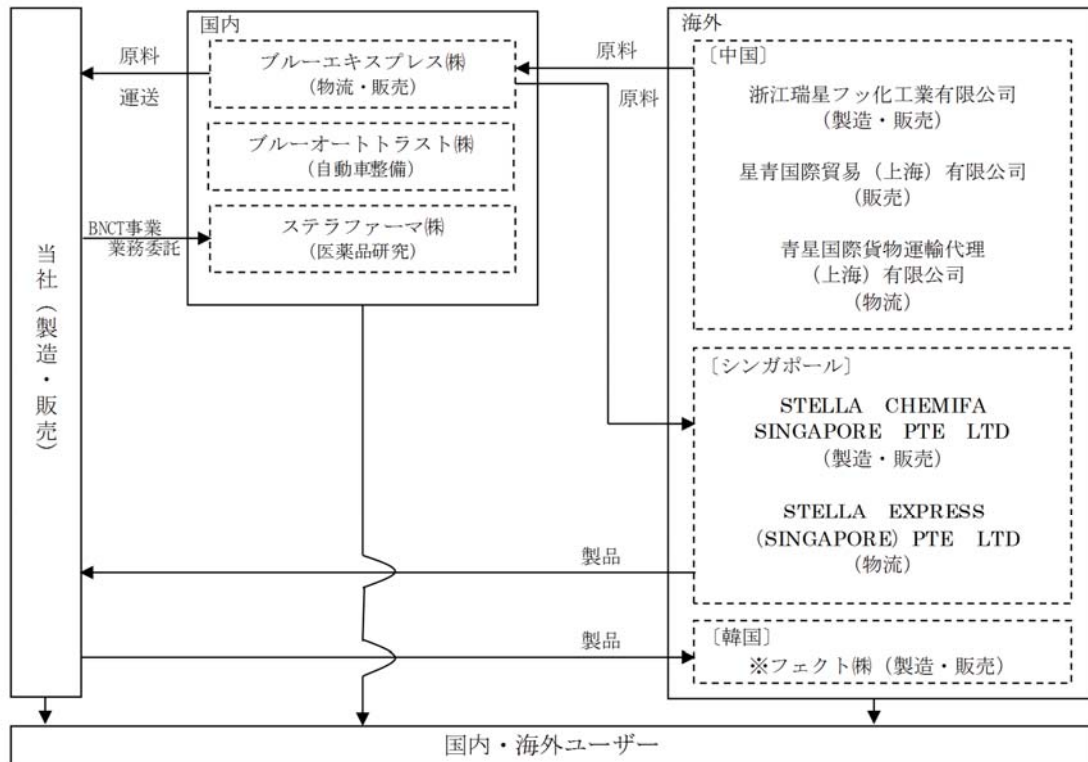 国内
ブルーエキスプレス㈱
(物流・販売)
ブルーオートトラスト㈱
(自動車整備)
ステラファーマ㈱
(医薬品研究)
原料
運送
BNCT事業
業務委託
当社(製造・販売)
原料
原料
海外
〔中国〕
浙江瑞星フッ化工業有限公司
(製造・販売)
星青国際貿易(上海)有限公司
(販売)
青星国際貨物運輸代理
(上海)有限公司
(物流)
〔シンガポール〕
STELLA CHEMIFA
SINGAPORE PTE LTD
(製造・販売)
STELLA EXPRESS
(SINGAPORE) PTE LTD
(物流)
製品
製品
〔韓国〕
※フェクト㈱(製造・販売)
国内・海外ユーザー